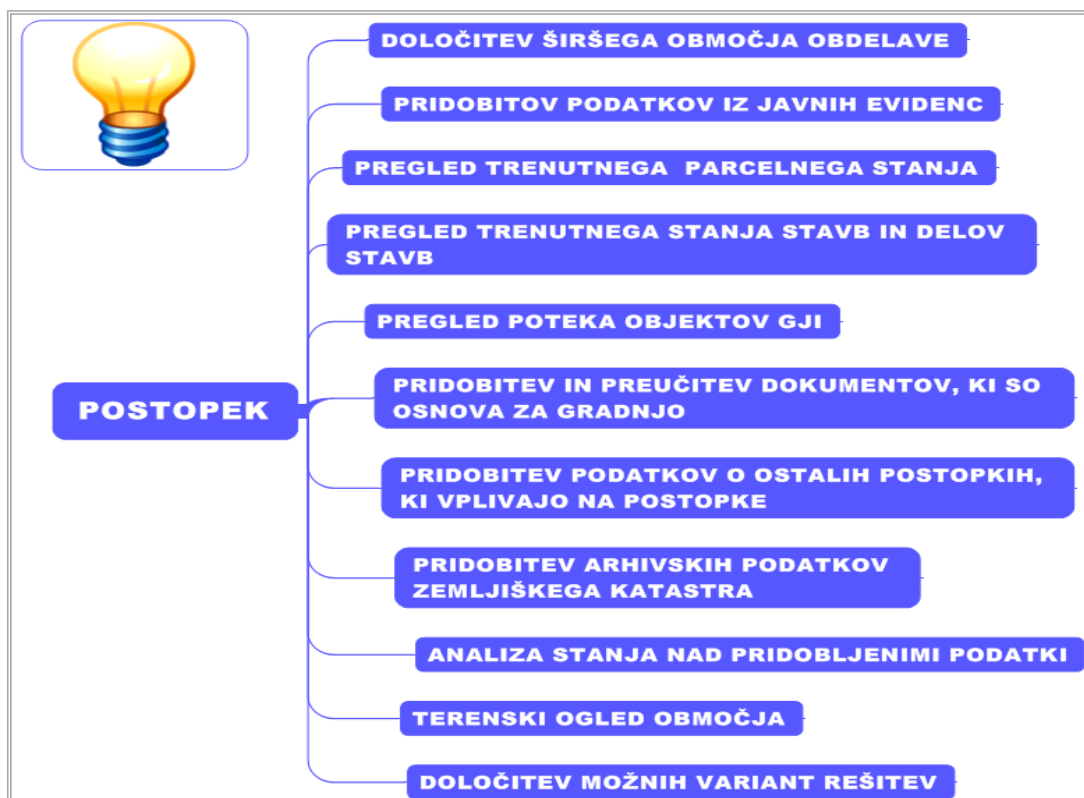 DOLOČITEV ŠIRŠEGA OBMOČJA OBDELAVE
PRIDOBITOV PODATKOV IZ JAVNIH EVIDENC
PREGLED TRENUTNEGA PARCELNEGA STANJA
PREGLED TRENUTNEGA STANJA STAVB IN DELOV
STAVB
PREGLED POTEKA OBJEKTOV GJI
POSTOPEK
PRIDOBITEV IN PREUČITEV DOKUMENTOV, KI SO
OSNOVA ZA GRADNJO
PRIDOBITEV PODATKOV O OSTALIH POSTOPKIH,
KI VPLIVAJO NA POSTOPKE
PRIDOBITEV ARHIVSKIH PODATKOV
ZEMLJIŠKEGA KATASTRA
ANALIZA STANJA NAD PRIDOBLJENIMI PODATKI
TERENSKI OGLED OBMOČJA
DOLOČITEV MOŽNIH VARIANT REŠITEV